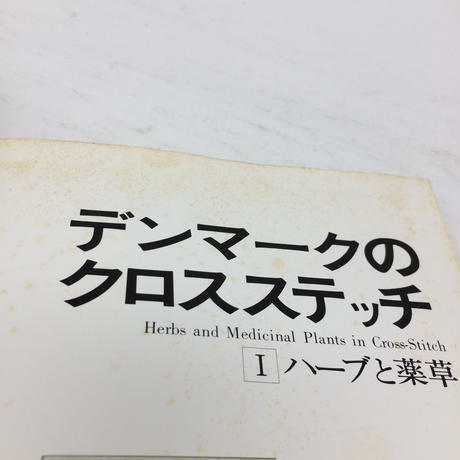 デンマークの
クロスステッチ
Herbs and Medicinal Plants in Cross-Stitch
I ハーブと薬草